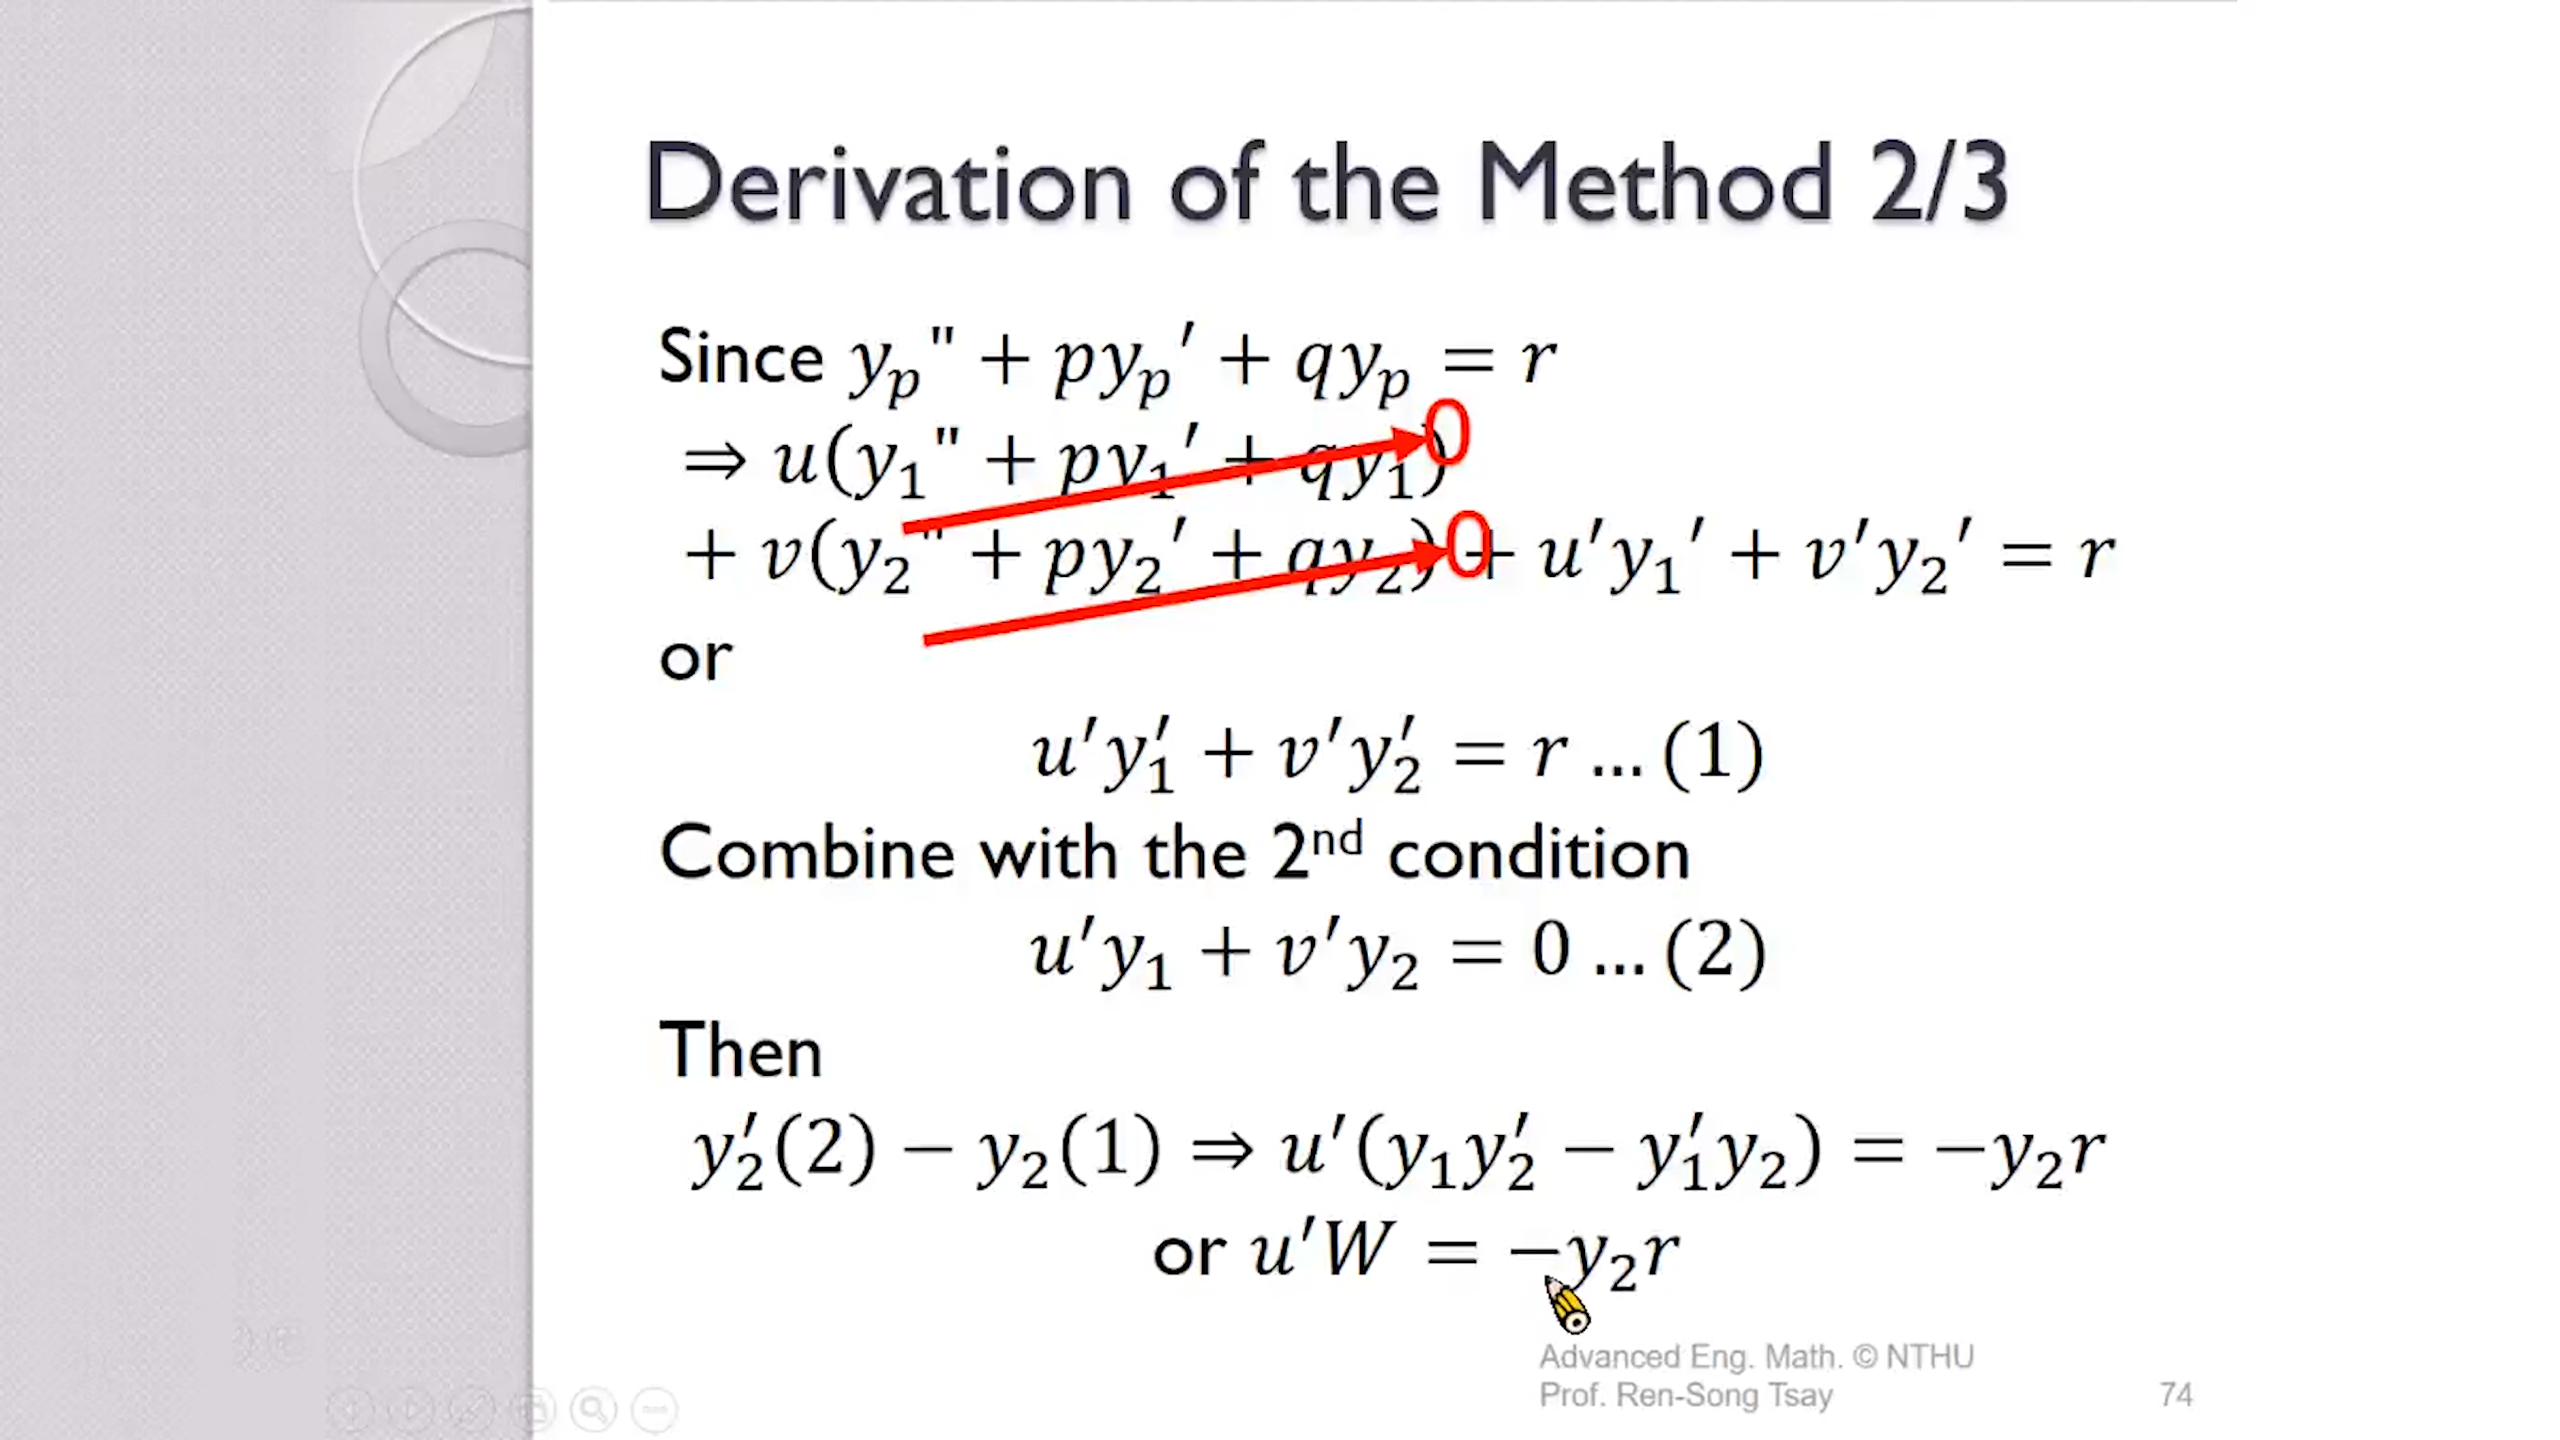 Derivation of the Method 2/3
Since yₚ" + pyₚ′ + qyₚ = r
⇒ u(y₁" + py₁′ + qy₁) 0
+ v(y₂" + py₂′ + qy₂) 0 + u′y₁′ + v′y₂′ = r
or
u′y₁′ + v′y₂′ = r … (1)
Combine with the 2ⁿᵈ condition
u′y₁ + v′y₂ = 0 … (2)
Then
y₂′(2) − y₂(1) ⇒ u′(y₁y₂′ − y₁′y₂) = −y₂r
or u′W = −y₂r
Advanced Eng. Math. © NTHU
Prof. Ren-Song Tsay
74